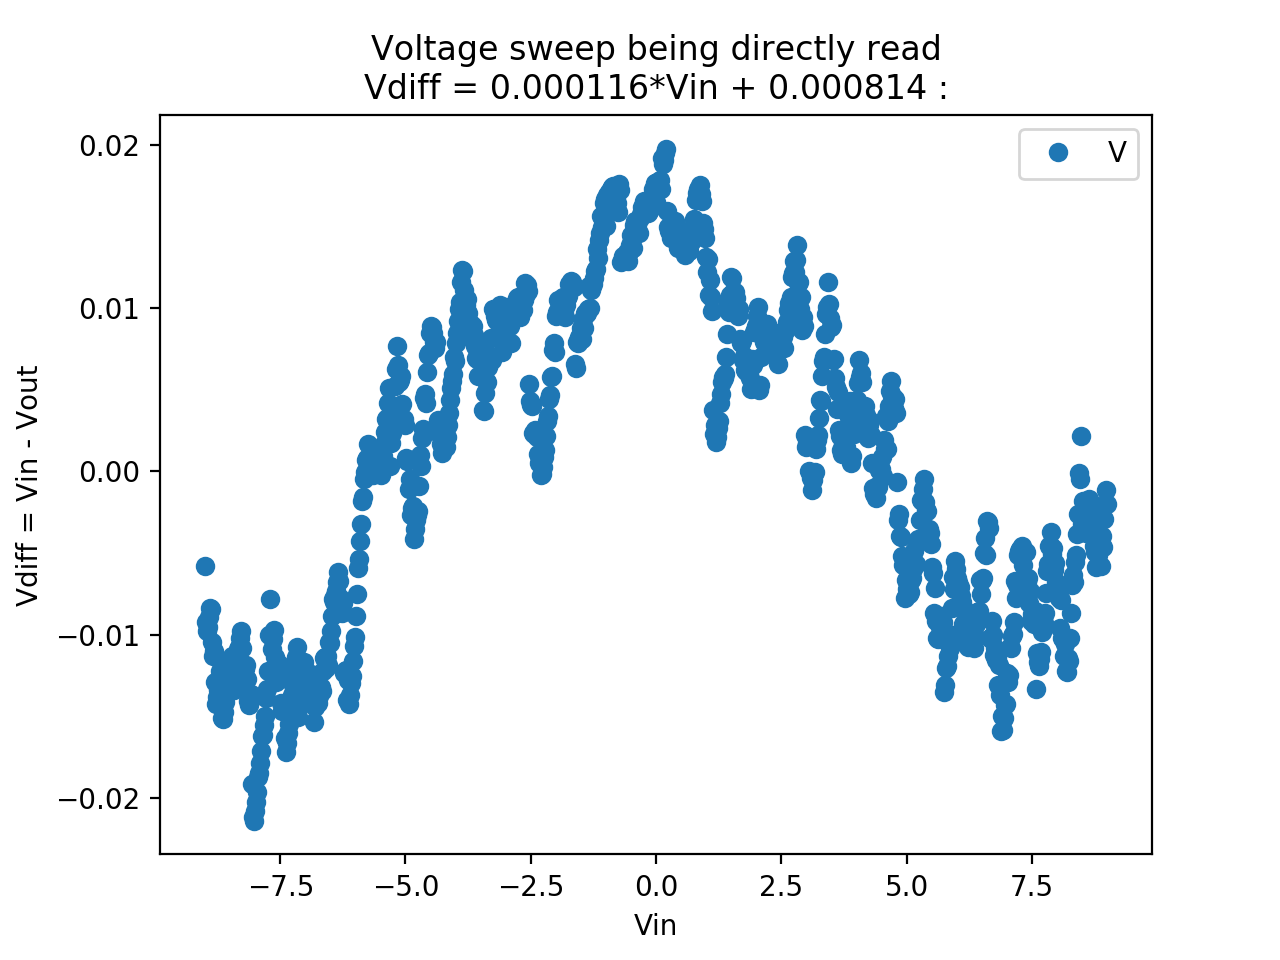 Voltage sweep being directly read
Vdiff = 0.000116*Vin + 0.000814 :
V
0.02
0.01
0.00
−0.01
−0.02
Vdiff = Vin - Vout
−7.5
−5.0
−2.5
0.0
2.5
5.0
7.5
Vin